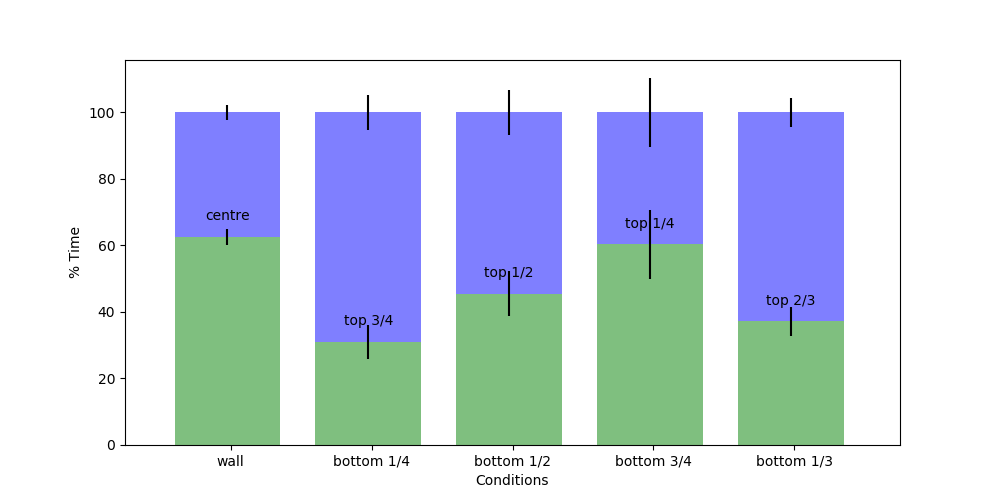 100
80
60
40
20
0
% Time
centre
top 3/4
top 1/2
top 1/4
top 2/3
wall
bottom 1/4
bottom 1/2
bottom 3/4
bottom 1/3
Conditions